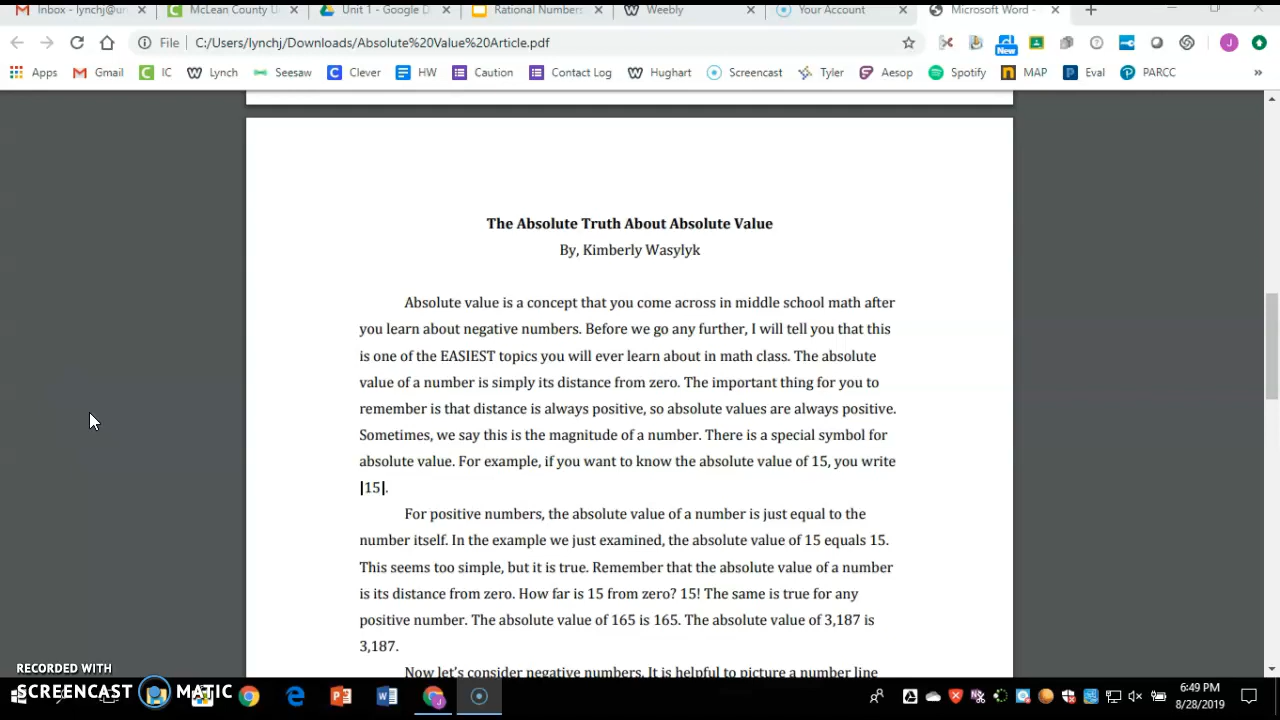 Inbox - lynchj@ur
McLean County U
Unit 1 - Google D
Rational Number
Weebly
Your Account
Microsoft Word -
File C:/Users/lynchj/Downloads/Absolute%20Value%20Article.pdf
New
J
Apps Gmail IC Lynch Seesaw Clever HW Caution Contact Log Hughart Screencast Tyler Aesop Spotify MAP Eval PARCC »
The Absolute Truth About Absolute Value
By, Kimberly Wasylyk
Absolute value is a concept that you come across in middle school math after
you learn about negative numbers. Before we go any further, I will tell you that this
is one of the EASIEST topics you will ever learn about in math class. The absolute
value of a number is simply its distance from zero. The important thing for you to
remember is that distance is always positive, so absolute values are always positive.
Sometimes, we say this is the magnitude of a number. There is a special symbol for
absolute value. For example, if you want to know the absolute value of 15, you write
|15|.
For positive numbers, the absolute value of a number is just equal to the
number itself. In the example we just examined, the absolute value of 15 equals 15.
This seems too simple, but it is true. Remember that the absolute value of a number
is its distance from zero. How far is 15 from zero? 15! The same is true for any
positive number. The absolute value of 165 is 165. The absolute value of 3,187 is
3,187.
Now let's consider negative numbers. It is helpful to picture a number line
RECORDED WITH
SCREENCAST MATIC
6:49 PM
8/28/2019